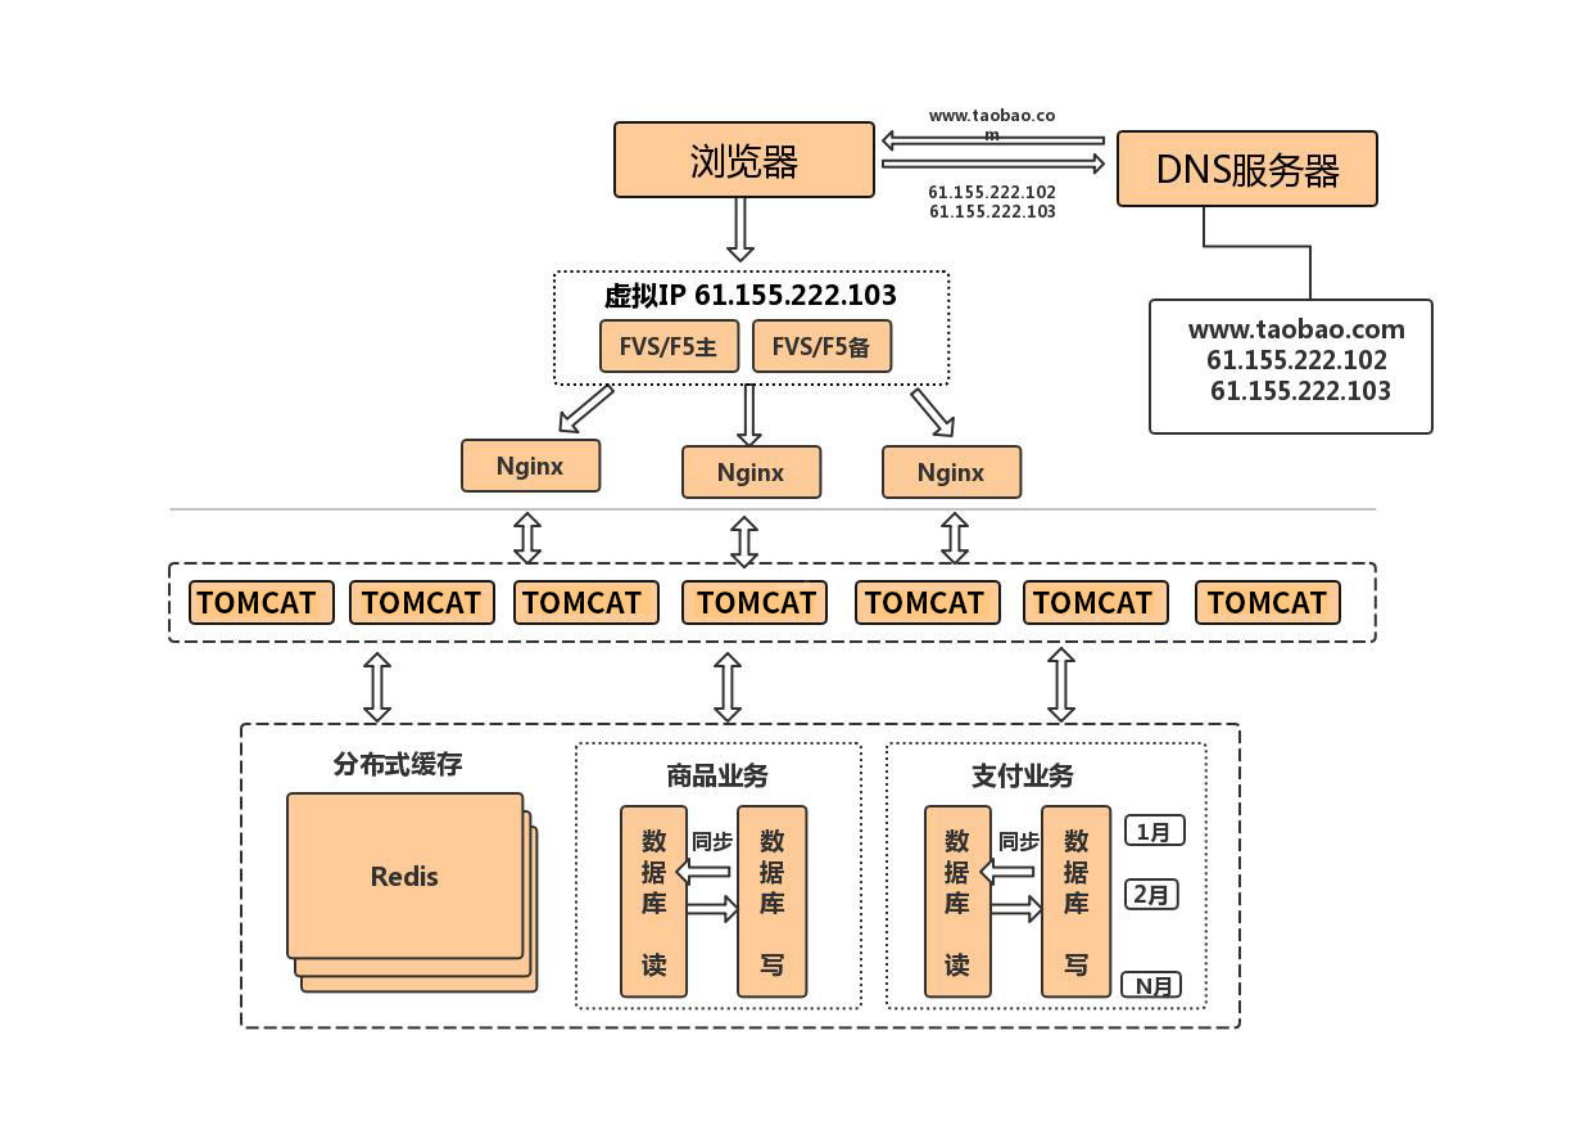 www.taobao.co
m
浏览器
DNS服务器
61.155.222.102
61.155.222.103
虚拟IP 61.155.222.103
FVS/F5主
FVS/F5备
www.taobao.com
61.155.222.102
61.155.222.103
Nginx
Nginx
Nginx
TOMCAT
TOMCAT
TOMCAT
TOMCAT
TOMCAT
TOMCAT
TOMCAT
分布式缓存
Redis
商品业务
数据库 读
同步
数据库 写
支付业务
数据库 读
同步
数据库 写
1月
2月
N月